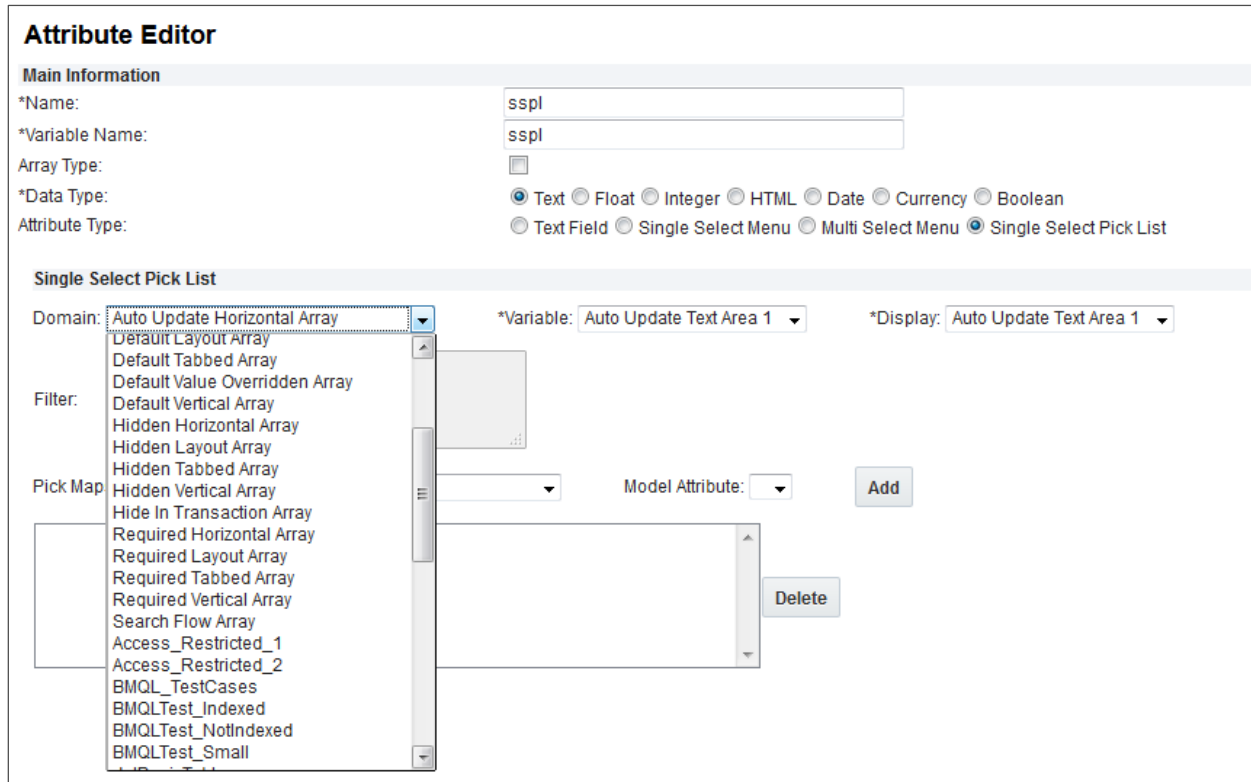 Attribute Editor
Main Information
*Name: sspl
*Variable Name: sspl
Array Type:
*Data Type: Text Float Integer HTML Date Currency Boolean
Attribute Type: Text Field Single Select Menu Multi Select Menu Single Select Pick List
Single Select Pick List
Domain: Auto Update Horizontal Array *Variable: Auto Update Text Area 1 *Display: Auto Update Text Area 1
Default Layout Array
Default Tabbed Array
Default Value Overridden Array
Filter: Default Vertical Array
Hidden Horizontal Array
Hidden Layout Array
Hidden Tabbed Array
Pick Map Hidden Vertical Array Model Attribute: Add
Hide In Transaction Array
Required Horizontal Array
Required Layout Array
Required Tabbed Array
Required Vertical Array Delete
Search Flow Array
Access_Restricted_1
Access_Restricted_2
BMQL_TestCases
BMQLTest_Indexed
BMQLTest_NotIndexed
BMQLTest_Small